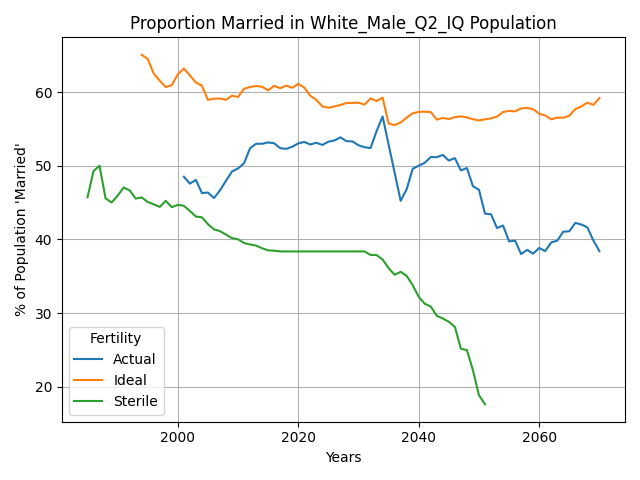 Proportion Married in White_Male_Q2_IQ Population
% of Population 'Married'
60
50
40
30
20
Fertility
Actual
Ideal
Sterile
2000 2020 2040 2060
Years